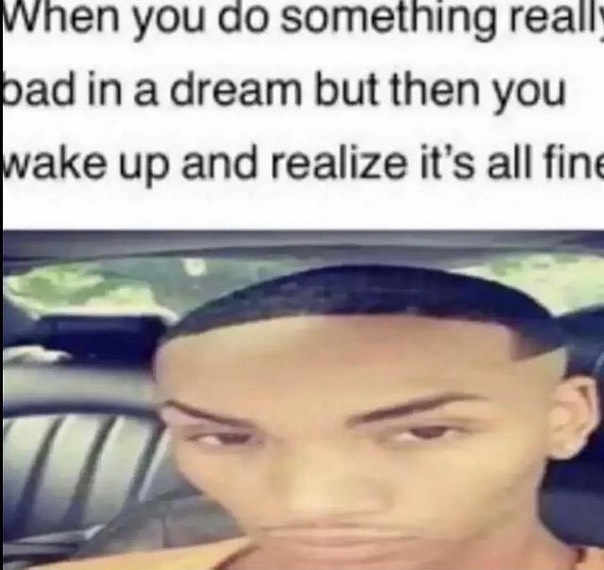 When you do something really
bad in a dream but then you
wake up and realize it's all fine